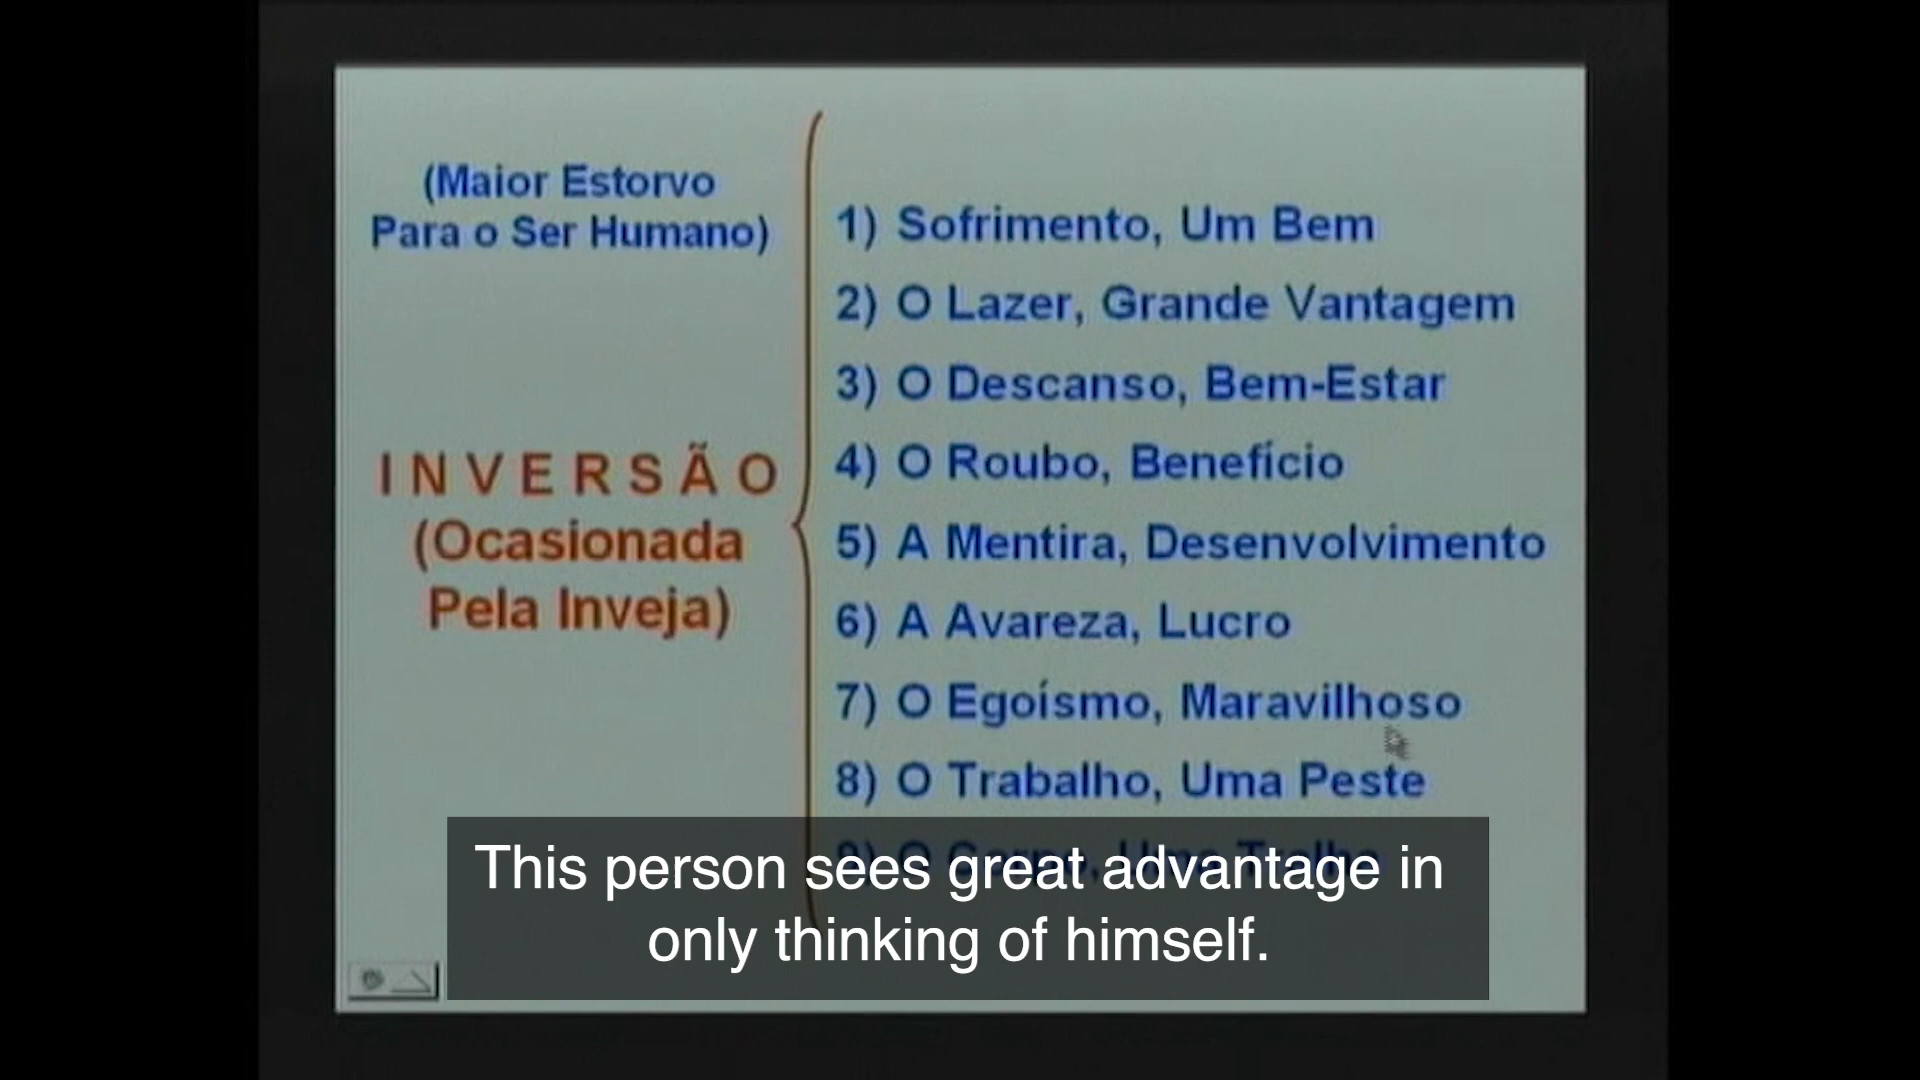 (Maior Estorvo
Para o Ser Humano)
INVERSÃO
(Ocasionada
Pela Inveja)
1) Sofrimento, Um Bem
2) O Lazer, Grande Vantagem
3) O Descanso, Bem-Estar
4) O Roubo, Benefício
5) A Mentira, Desenvolvimento
6) A Avareza, Lucro
7) O Egoísmo, Maravilhoso
8) O Trabalho, Uma Peste
This person sees great advantage in
only thinking of himself.